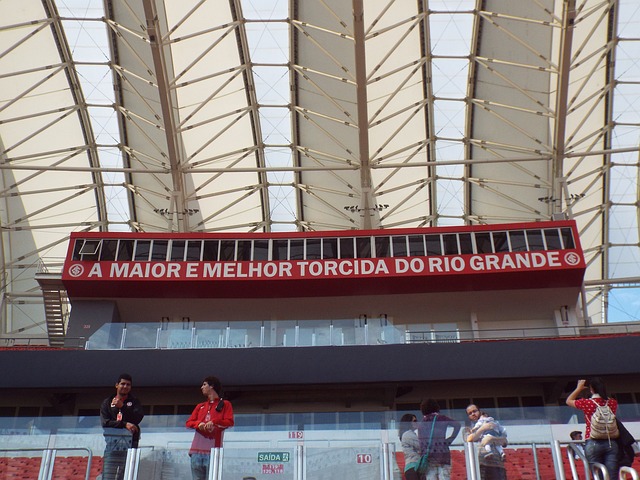 A MAIOR E MELHOR TORCIDA DO RIO GRANDE
119
SAÍDA
10